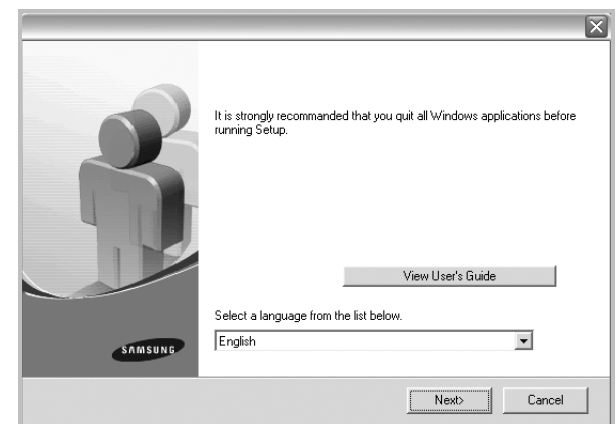 It is strongly recommanded that you quit all Windows applications before
running Setup.
View User's Guide
Select a language from the list below.
English
SAMSUNG
Next>
Cancel